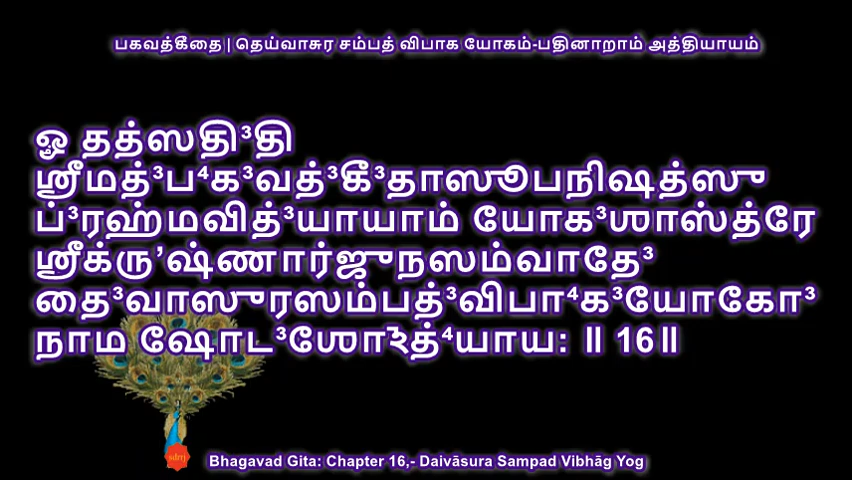 பகவத்கீதை | தெய்வாசுர சம்பத் விபாக யோகம்-பதினாறாம் அத்தியாயம்
ௐ தத்ஸதி³தி
ஶ்ரீமத்³ப⁴க³வத்³கீ³தாஸூபநிஷத்ஸு
ப்³ரஹ்மவித்³யாயாம் யோக³ஶாஸ்த்ரே
ஶ்ரீக்ரு’ஷ்ணார்ஜுநஸம்வாதே³
தை³வாஸுரஸம்பத்³விபா⁴க³யோகோ³
நாம ஷோட³ஶோ(அ)த்⁴யாய: ॥ 16॥
sdrrj
Bhagavad Gita: Chapter 16,- Daivāsura Sampad Vibhāg Yog